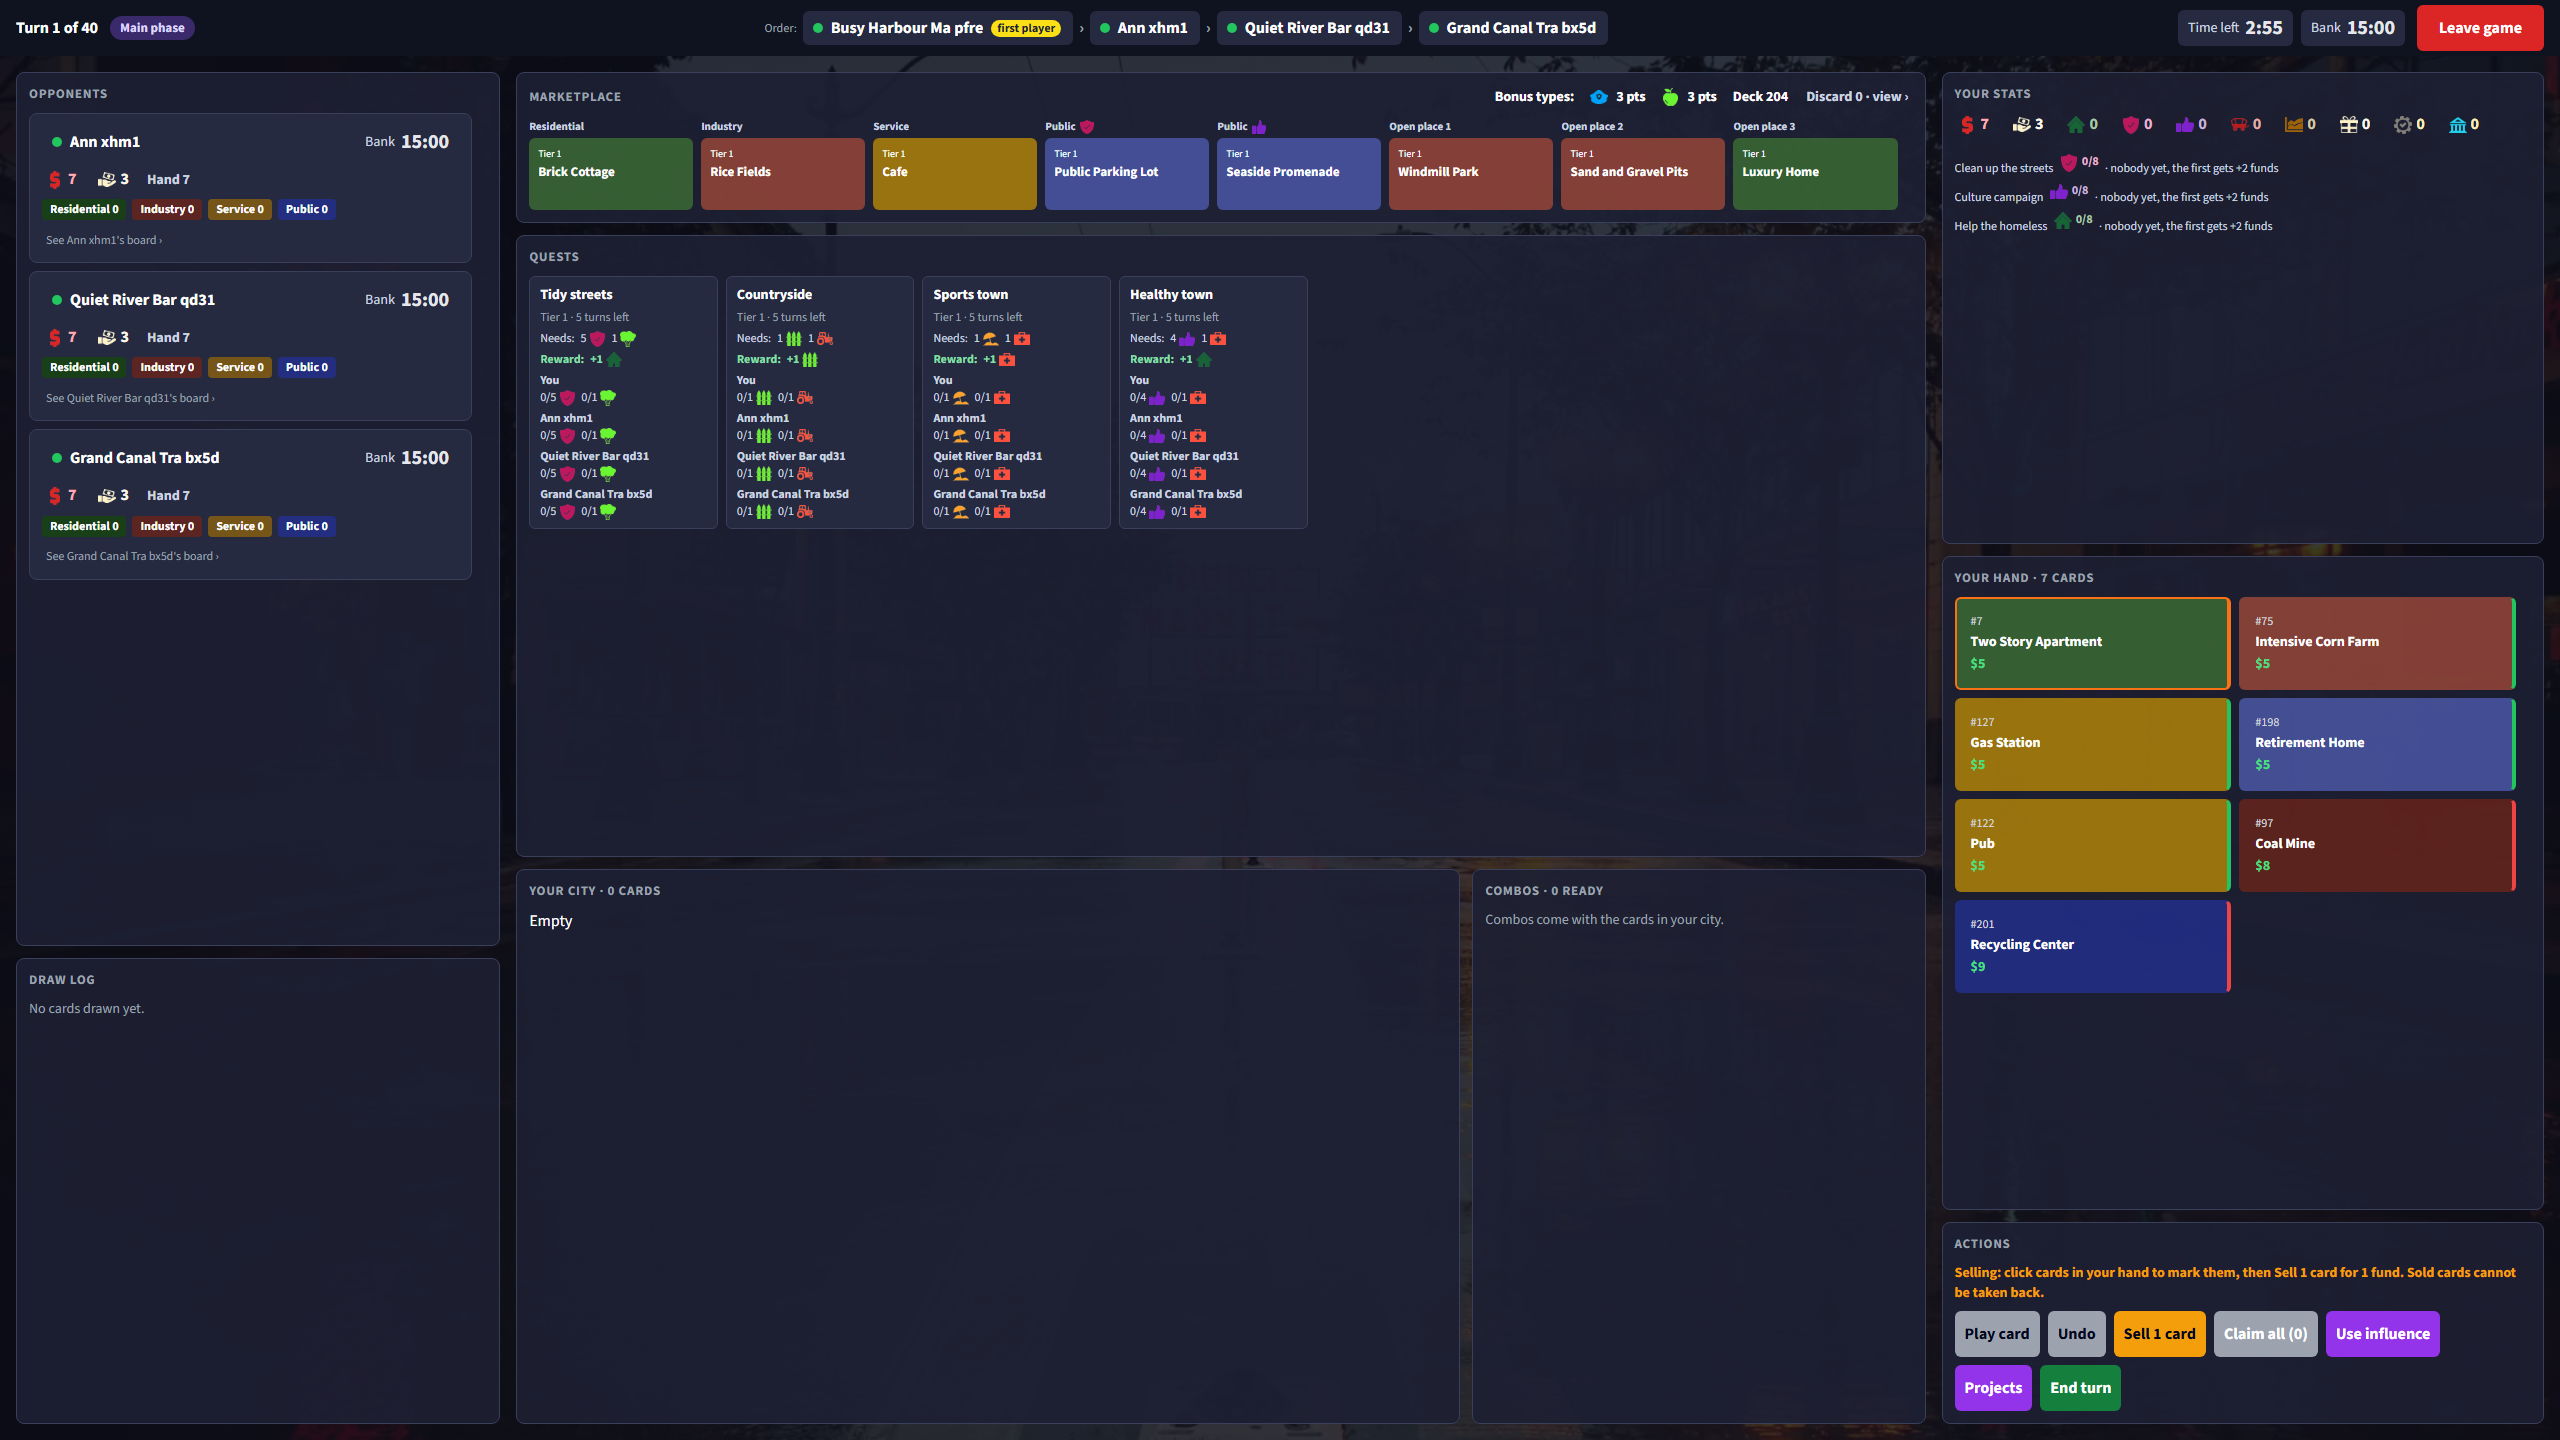 Turn 1 of 40 Main phase
Order: Busy Harbour Ma pfre first player › Ann xhm1 › Quiet River Bar qd31 › Grand Canal Tra bx5d
Time left 2:55 Bank 15:00 Leave game
OPPONENTS
Ann xhm1 Bank 15:00
7 3 Hand 7
Residential 0 Industry 0 Service 0 Public 0
See Ann xhm1's board ›
Quiet River Bar qd31 Bank 15:00
7 3 Hand 7
Residential 0 Industry 0 Service 0 Public 0
See Quiet River Bar qd31's board ›
Grand Canal Tra bx5d Bank 15:00
7 3 Hand 7
Residential 0 Industry 0 Service 0 Public 0
See Grand Canal Tra bx5d's board ›
DRAW LOG
No cards drawn yet.
MARKETPLACE
Bonus types: 3 pts 3 pts Deck 204 Discard 0 · view ›
Residential Industry Service Public Public Open place 1 Open place 2 Open place 3
Tier 1 Tier 1 Tier 1 Tier 1 Tier 1 Tier 1 Tier 1 Tier 1
Brick Cottage Rice Fields Cafe Public Parking Lot Seaside Promenade Windmill Park Sand and Gravel Pits Luxury Home
QUESTS
Tidy streets
Tier 1 · 5 turns left
Needs: 5 1
Reward: +1
You
0/5 0/1
Ann xhm1
0/5 0/1
Quiet River Bar qd31
0/5 0/1
Grand Canal Tra bx5d
0/5 0/1
Countryside
Tier 1 · 5 turns left
Needs: 1 1
Reward: +1
You
0/1 0/1
Ann xhm1
0/1 0/1
Quiet River Bar qd31
0/1 0/1
Grand Canal Tra bx5d
0/1 0/1
Sports town
Tier 1 · 5 turns left
Needs: 1 1
Reward: +1
You
0/1 0/1
Ann xhm1
0/1 0/1
Quiet River Bar qd31
0/1 0/1
Grand Canal Tra bx5d
0/1 0/1
Healthy town
Tier 1 · 5 turns left
Needs: 4 1
Reward: +1
You
0/4 0/1
Ann xhm1
0/4 0/1
Quiet River Bar qd31
0/4 0/1
Grand Canal Tra bx5d
0/4 0/1
YOUR CITY · 0 CARDS
Empty
COMBOS · 0 READY
Combos come with the cards in your city.
YOUR STATS
7 3 0 0 0 0 0 0 0 0
Clean up the streets 0/8 · nobody yet, the first gets +2 funds
Culture campaign 0/8 · nobody yet, the first gets +2 funds
Help the homeless 0/8 · nobody yet, the first gets +2 funds
YOUR HAND · 7 CARDS
#7
Two Story Apartment
$5
#75
Intensive Corn Farm
$5
#127
Gas Station
$5
#198
Retirement Home
$5
#122
Pub
$5
#97
Coal Mine
$8
#201
Recycling Center
$9
ACTIONS
Selling: click cards in your hand to mark them, then Sell 1 card for 1 fund. Sold cards cannot
be taken back.
Play card Undo Sell 1 card Claim all (0) Use influence
Projects End turn